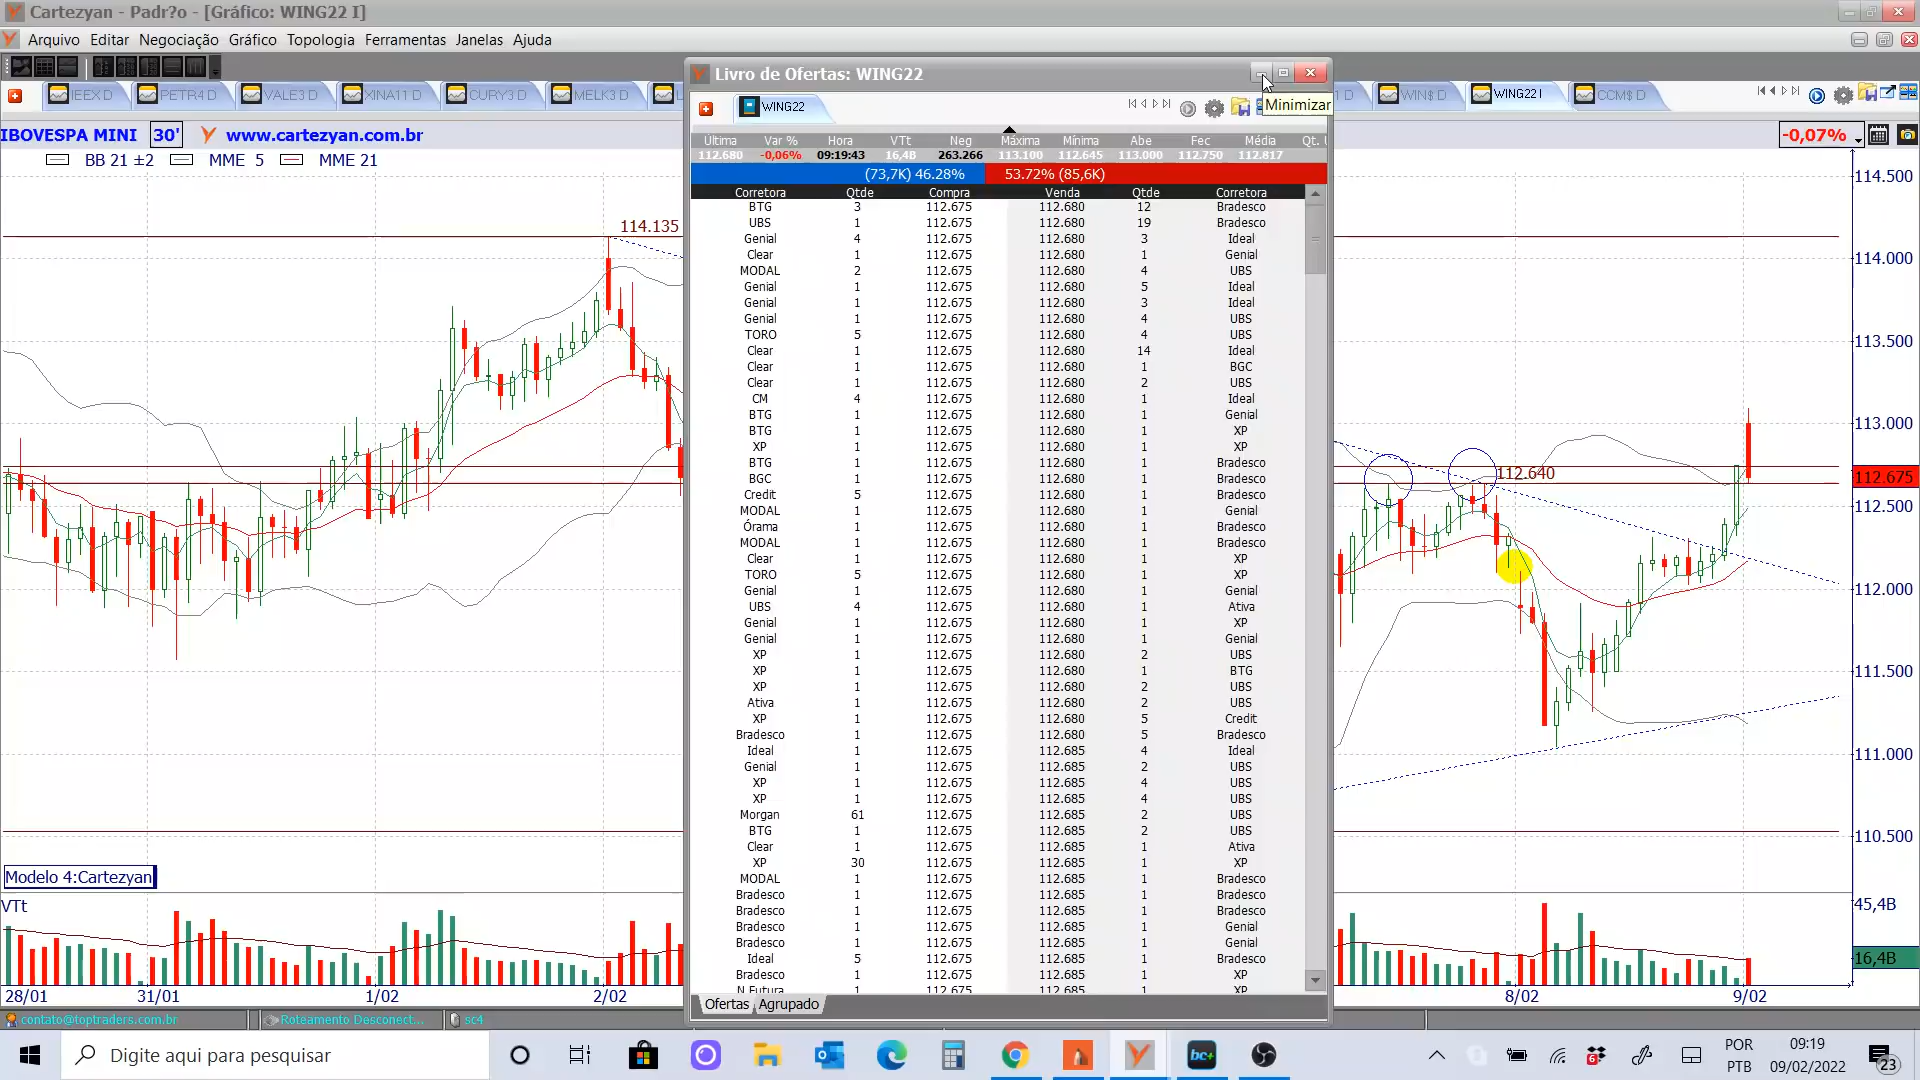 Cartezyan - Padr?o - [Gráfico: WING22 I]
Arquivo Editar Negociação Gráfico Topologia Ferramentas Janelas Ajuda
IEEX D PETR4 D VALE3 D XINA11 D CURY3 D MELK3 D WIN$ D WING22 I CCM$ D
IBOVESPA MINI 30' www.cartezyan.com.br -0,07%
BB 21 ±2 MME 5 MME 21
Livro de Ofertas: WING22
Minimizar
WING22
Última Var % Hora VTt Neg Máxima Mínima Abe Fec Média Qt.
112.680 -0,06% 09:19:43 16,4B 263.266 113.100 112.645 113.000 112.750 112.817
(73,7K) 46.28% 53.72% (85,6K)
Corretora Qtde Compra Venda Qtde Corretora
BTG 3 112.675 112.680 12 Bradesco
UBS 1 112.675 112.680 19 Bradesco
Genial 4 112.675 112.680 3 Ideal
Clear 1 112.675 112.680 1 Genial
MODAL 2 112.675 112.680 4 UBS
Genial 1 112.675 112.680 5 Ideal
Genial 1 112.675 112.680 3 Ideal
Genial 1 112.675 112.680 4 UBS
TORO 5 112.675 112.680 4 UBS
Clear 1 112.675 112.680 14 Ideal
Clear 1 112.675 112.680 1 BGC
Clear 1 112.675 112.680 2 UBS
CM 4 112.675 112.680 1 Ideal
BTG 1 112.675 112.680 1 Genial
BTG 1 112.675 112.680 1 XP
XP 1 112.675 112.680 1 XP
BTG 1 112.675 112.680 1 Bradesco
BGC 1 112.675 112.680 1 Bradesco
Credit 5 112.675 112.680 1 Bradesco
MODAL 1 112.675 112.680 1 Genial
Órama 1 112.675 112.680 1 Bradesco
MODAL 1 112.675 112.680 1 Bradesco
Clear 1 112.675 112.680 1 XP
TORO 5 112.675 112.680 1 XP
Genial 1 112.675 112.680 1 Genial
UBS 4 112.675 112.680 1 Ativa
Genial 1 112.675 112.680 1 XP
Genial 1 112.675 112.680 1 Genial
XP 1 112.675 112.680 2 UBS
XP 1 112.675 112.680 1 BTG
XP 1 112.675 112.680 2 UBS
Ativa 1 112.675 112.680 2 UBS
XP 1 112.675 112.680 5 Credit
Bradesco 1 112.675 112.680 5 Bradesco
Ideal 1 112.675 112.685 4 Ideal
Genial 1 112.675 112.685 2 UBS
XP 1 112.675 112.685 4 UBS
XP 1 112.675 112.685 4 UBS
Morgan 61 112.675 112.685 2 UBS
BTG 1 112.675 112.685 2 UBS
Clear 1 112.675 112.685 1 Ativa
XP 30 112.675 112.685 1 XP
MODAL 1 112.675 112.685 1 Bradesco
Bradesco 1 112.675 112.685 1 Bradesco
Bradesco 1 112.675 112.685 1 Bradesco
Bradesco 1 112.675 112.685 1 Genial
Bradesco 1 112.675 112.685 1 Genial
Ideal 5 112.675 112.685 1 Bradesco
Bradesco 1 112.675 112.685 1 XP
N.Futura 1 112.675 112.685 1 XP
Ofertas Agrupado
114.135
112.640
114.500
114.000
113.500
113.000
112.675
112.500
112.000
111.500
111.000
110.500
Modelo 4:Cartezyan
VTt
45,4B
16,4B
28/01 31/01 1/02 2/02 8/02 9/02
contato@toptraders.com.br Roteamento Desconect... sc4
Digite aqui para pesquisar
bc+
6
POR
PTB
09:19
09/02/2022
23